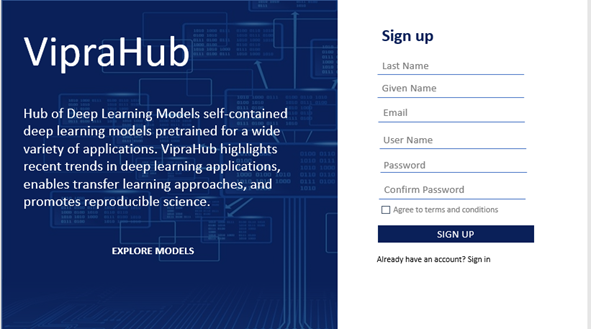 VipraHub
Hub of Deep Learning Models self-contained
deep learning models pretrained for a wide
variety of applications. VipraHub highlights
recent trends in deep learning applications,
enables transfer learning approaches, and
promotes reproducible science.
EXPLORE MODELS
Sign up
Last Name
Given Name
Email
User Name
Password
Confirm Password
Agree to terms and conditions
SIGN UP
Already have an account? Sign in